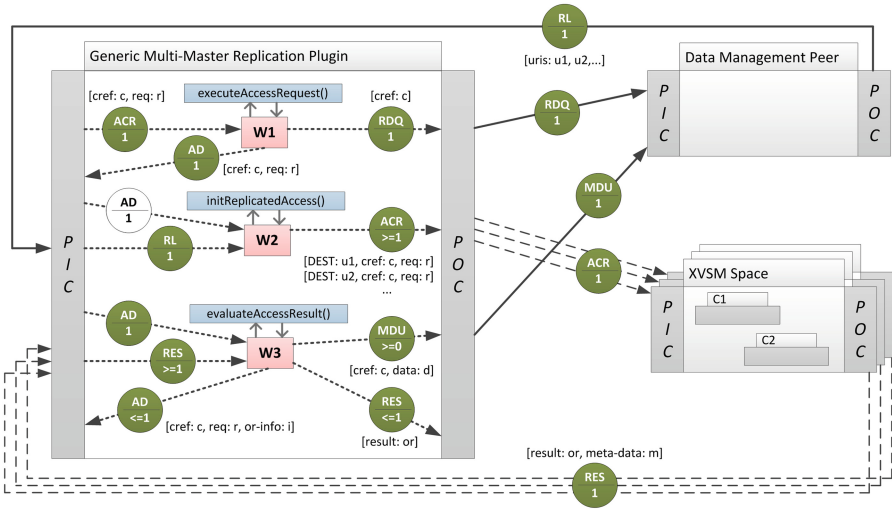 RL
1
[uris: u1, u2,...]
Generic Multi-Master Replication Plugin
Data Management Peer
[cref: c, req: r]
executeAccessRequest()
[cref: c]
ACR
1
W1
RDQ
1
AD
1
[cref: c, req: r]
RDQ
1
P
I
C
P
O
C
MDU
1
AD
1
initReplicatedAccess()
ACR
>=1
RL
1
W2
[DEST: u1, cref: c, req: r]
[DEST: u2, cref: c, req: r]
...
P
I
C
P
O
C
ACR
1
XVSM Space
C1
C2
P
I
C
P
O
C
AD
1
evaluateAccessResult()
MDU
>=0
RES
>=1
W3
[cref: c, data: d]
AD
<=1
[cref: c, req: r, or-info: i]
RES
<=1
[result: or]
[result: or, meta-data: m]
RES
1